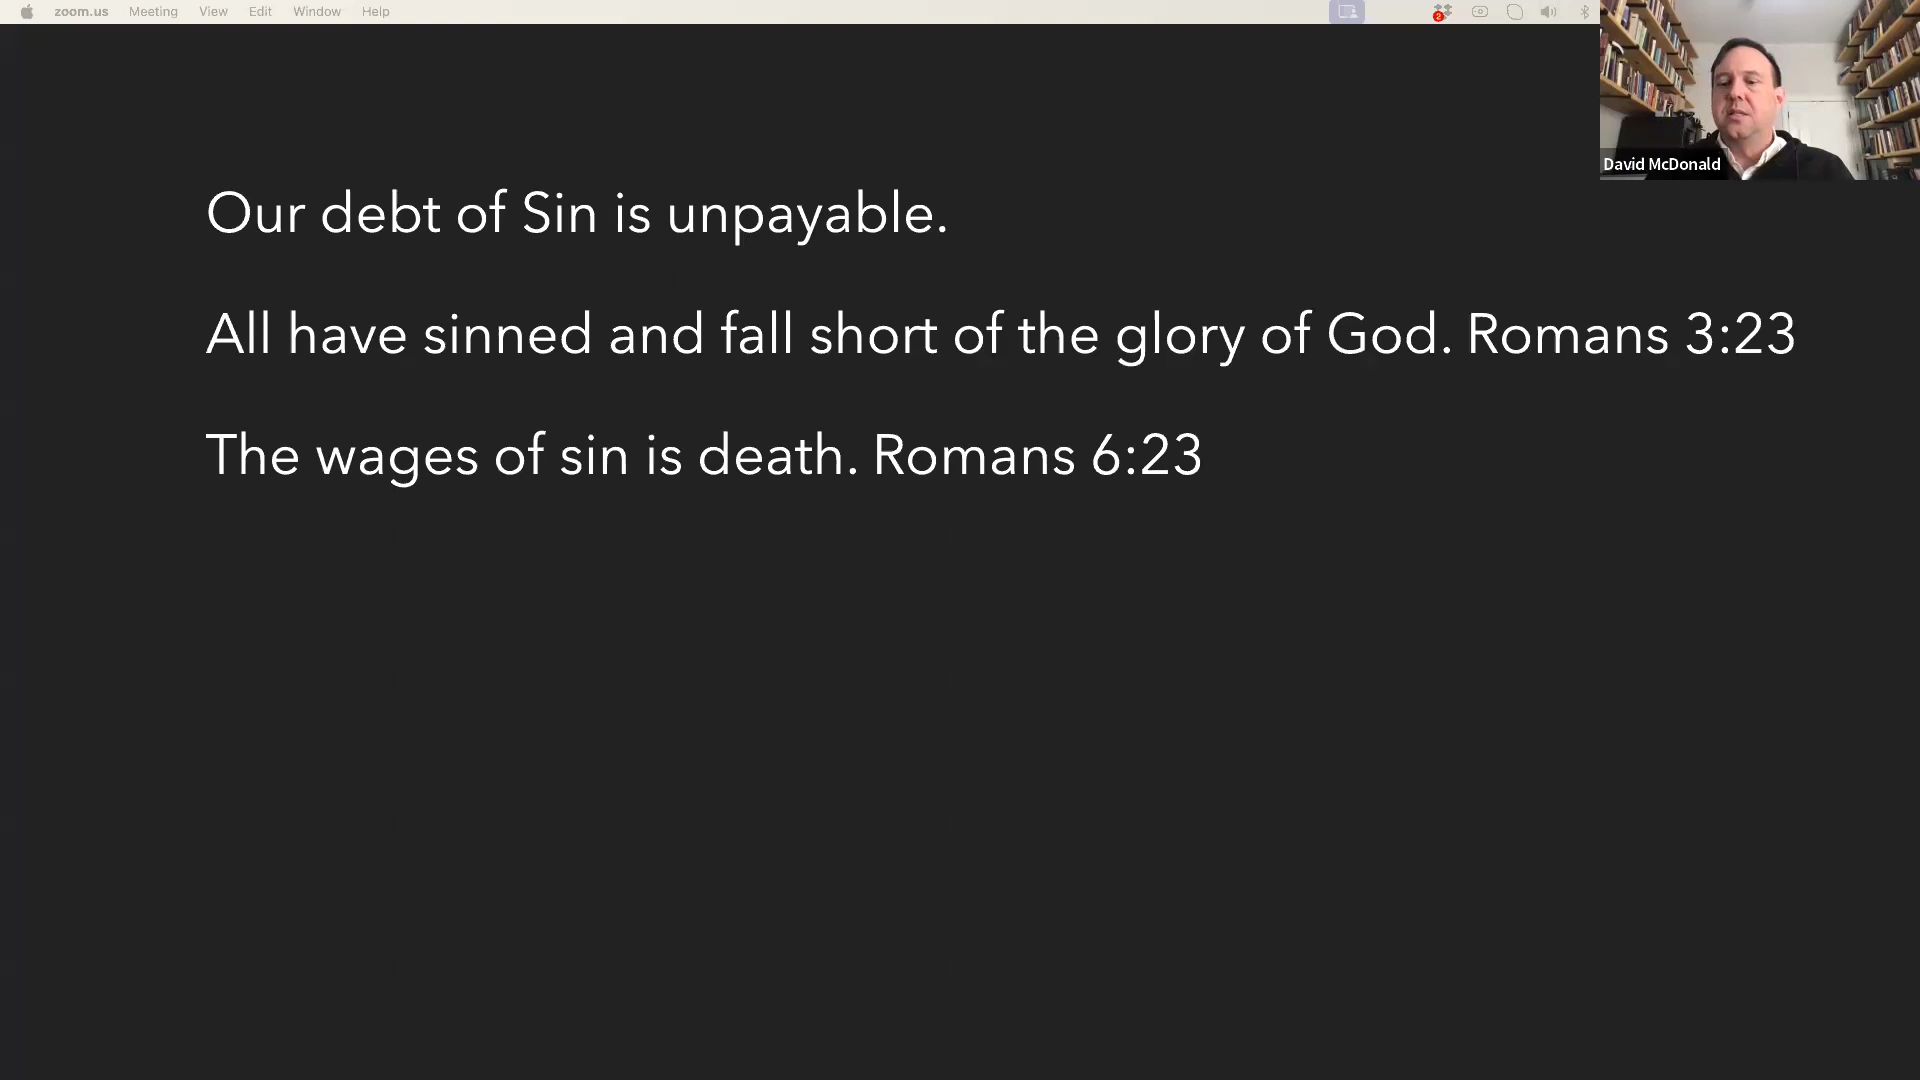 zoom.us Meeting View Edit Window Help
2
David McDonald
Our debt of Sin is unpayable.
All have sinned and fall short of the glory of God. Romans 3:23
The wages of sin is death. Romans 6:23